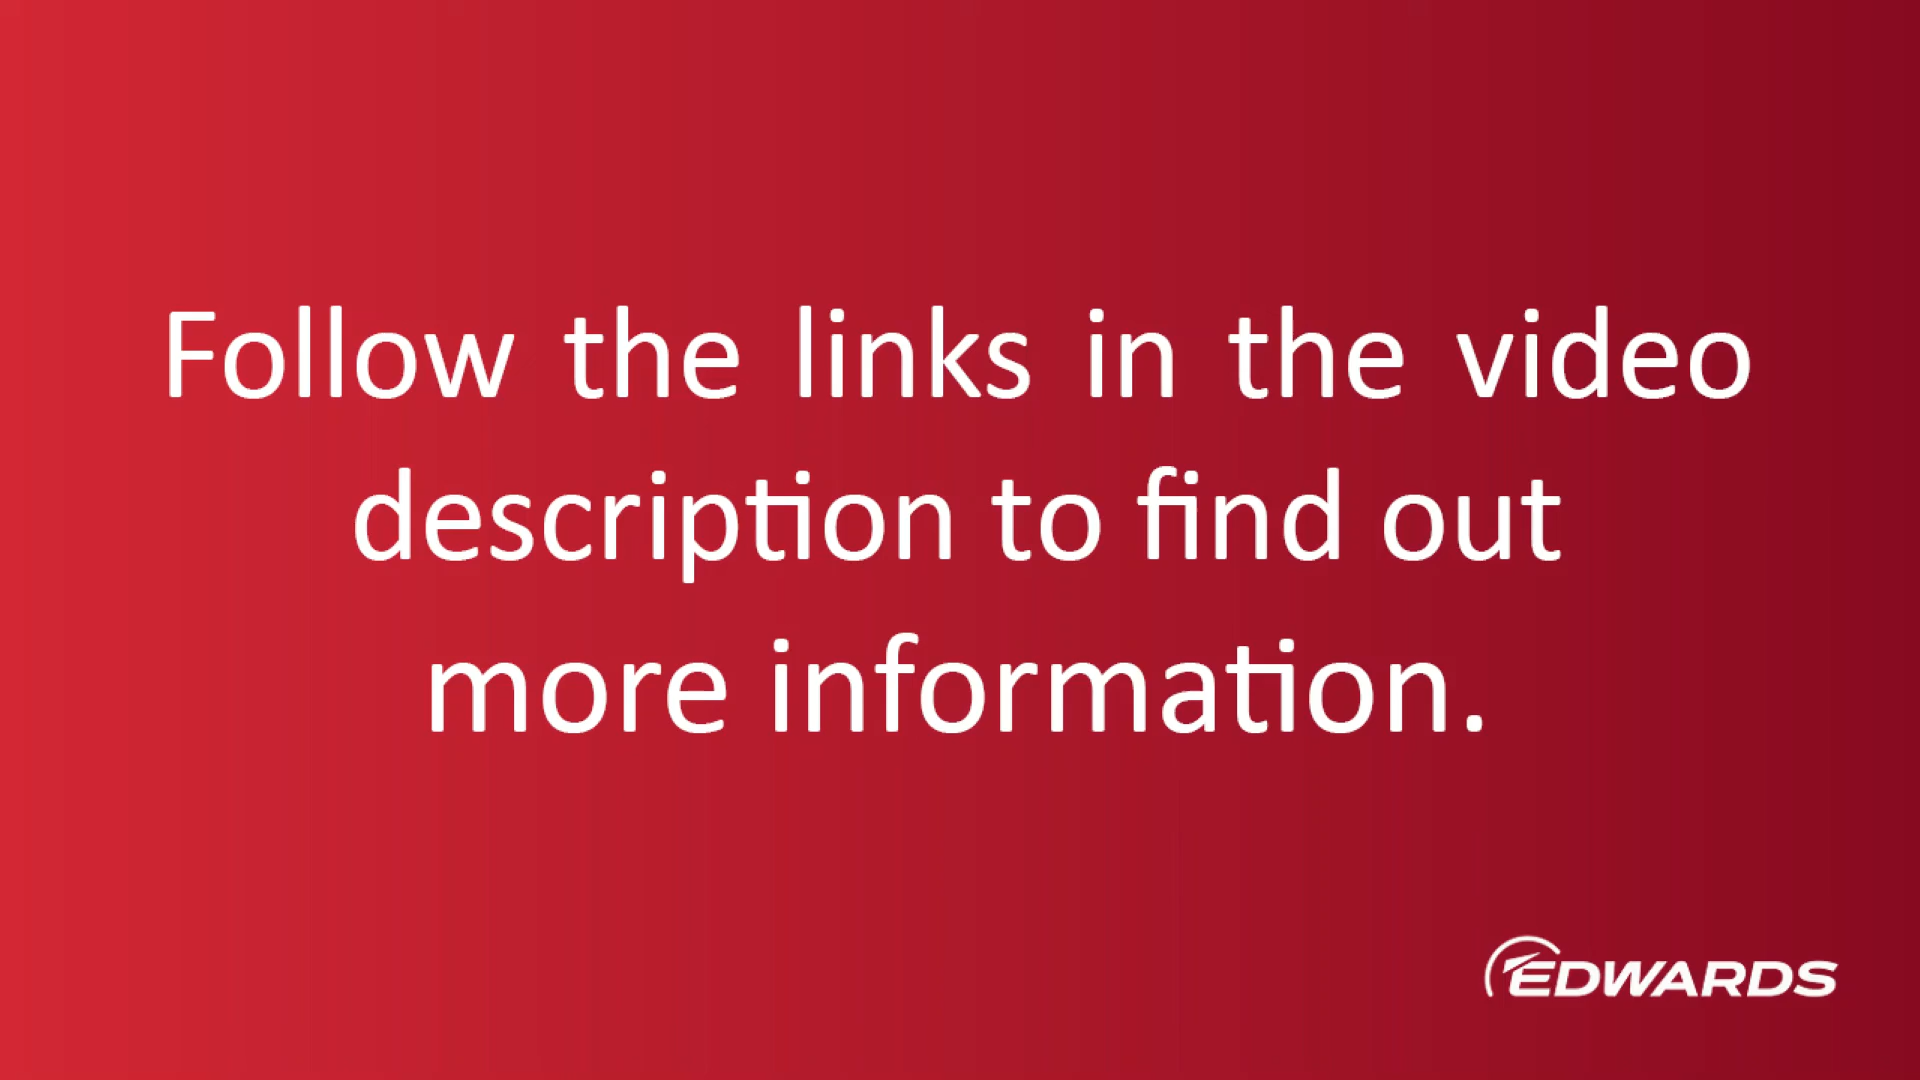 Follow the links in the video
description to find out
more information.
EDWARDS